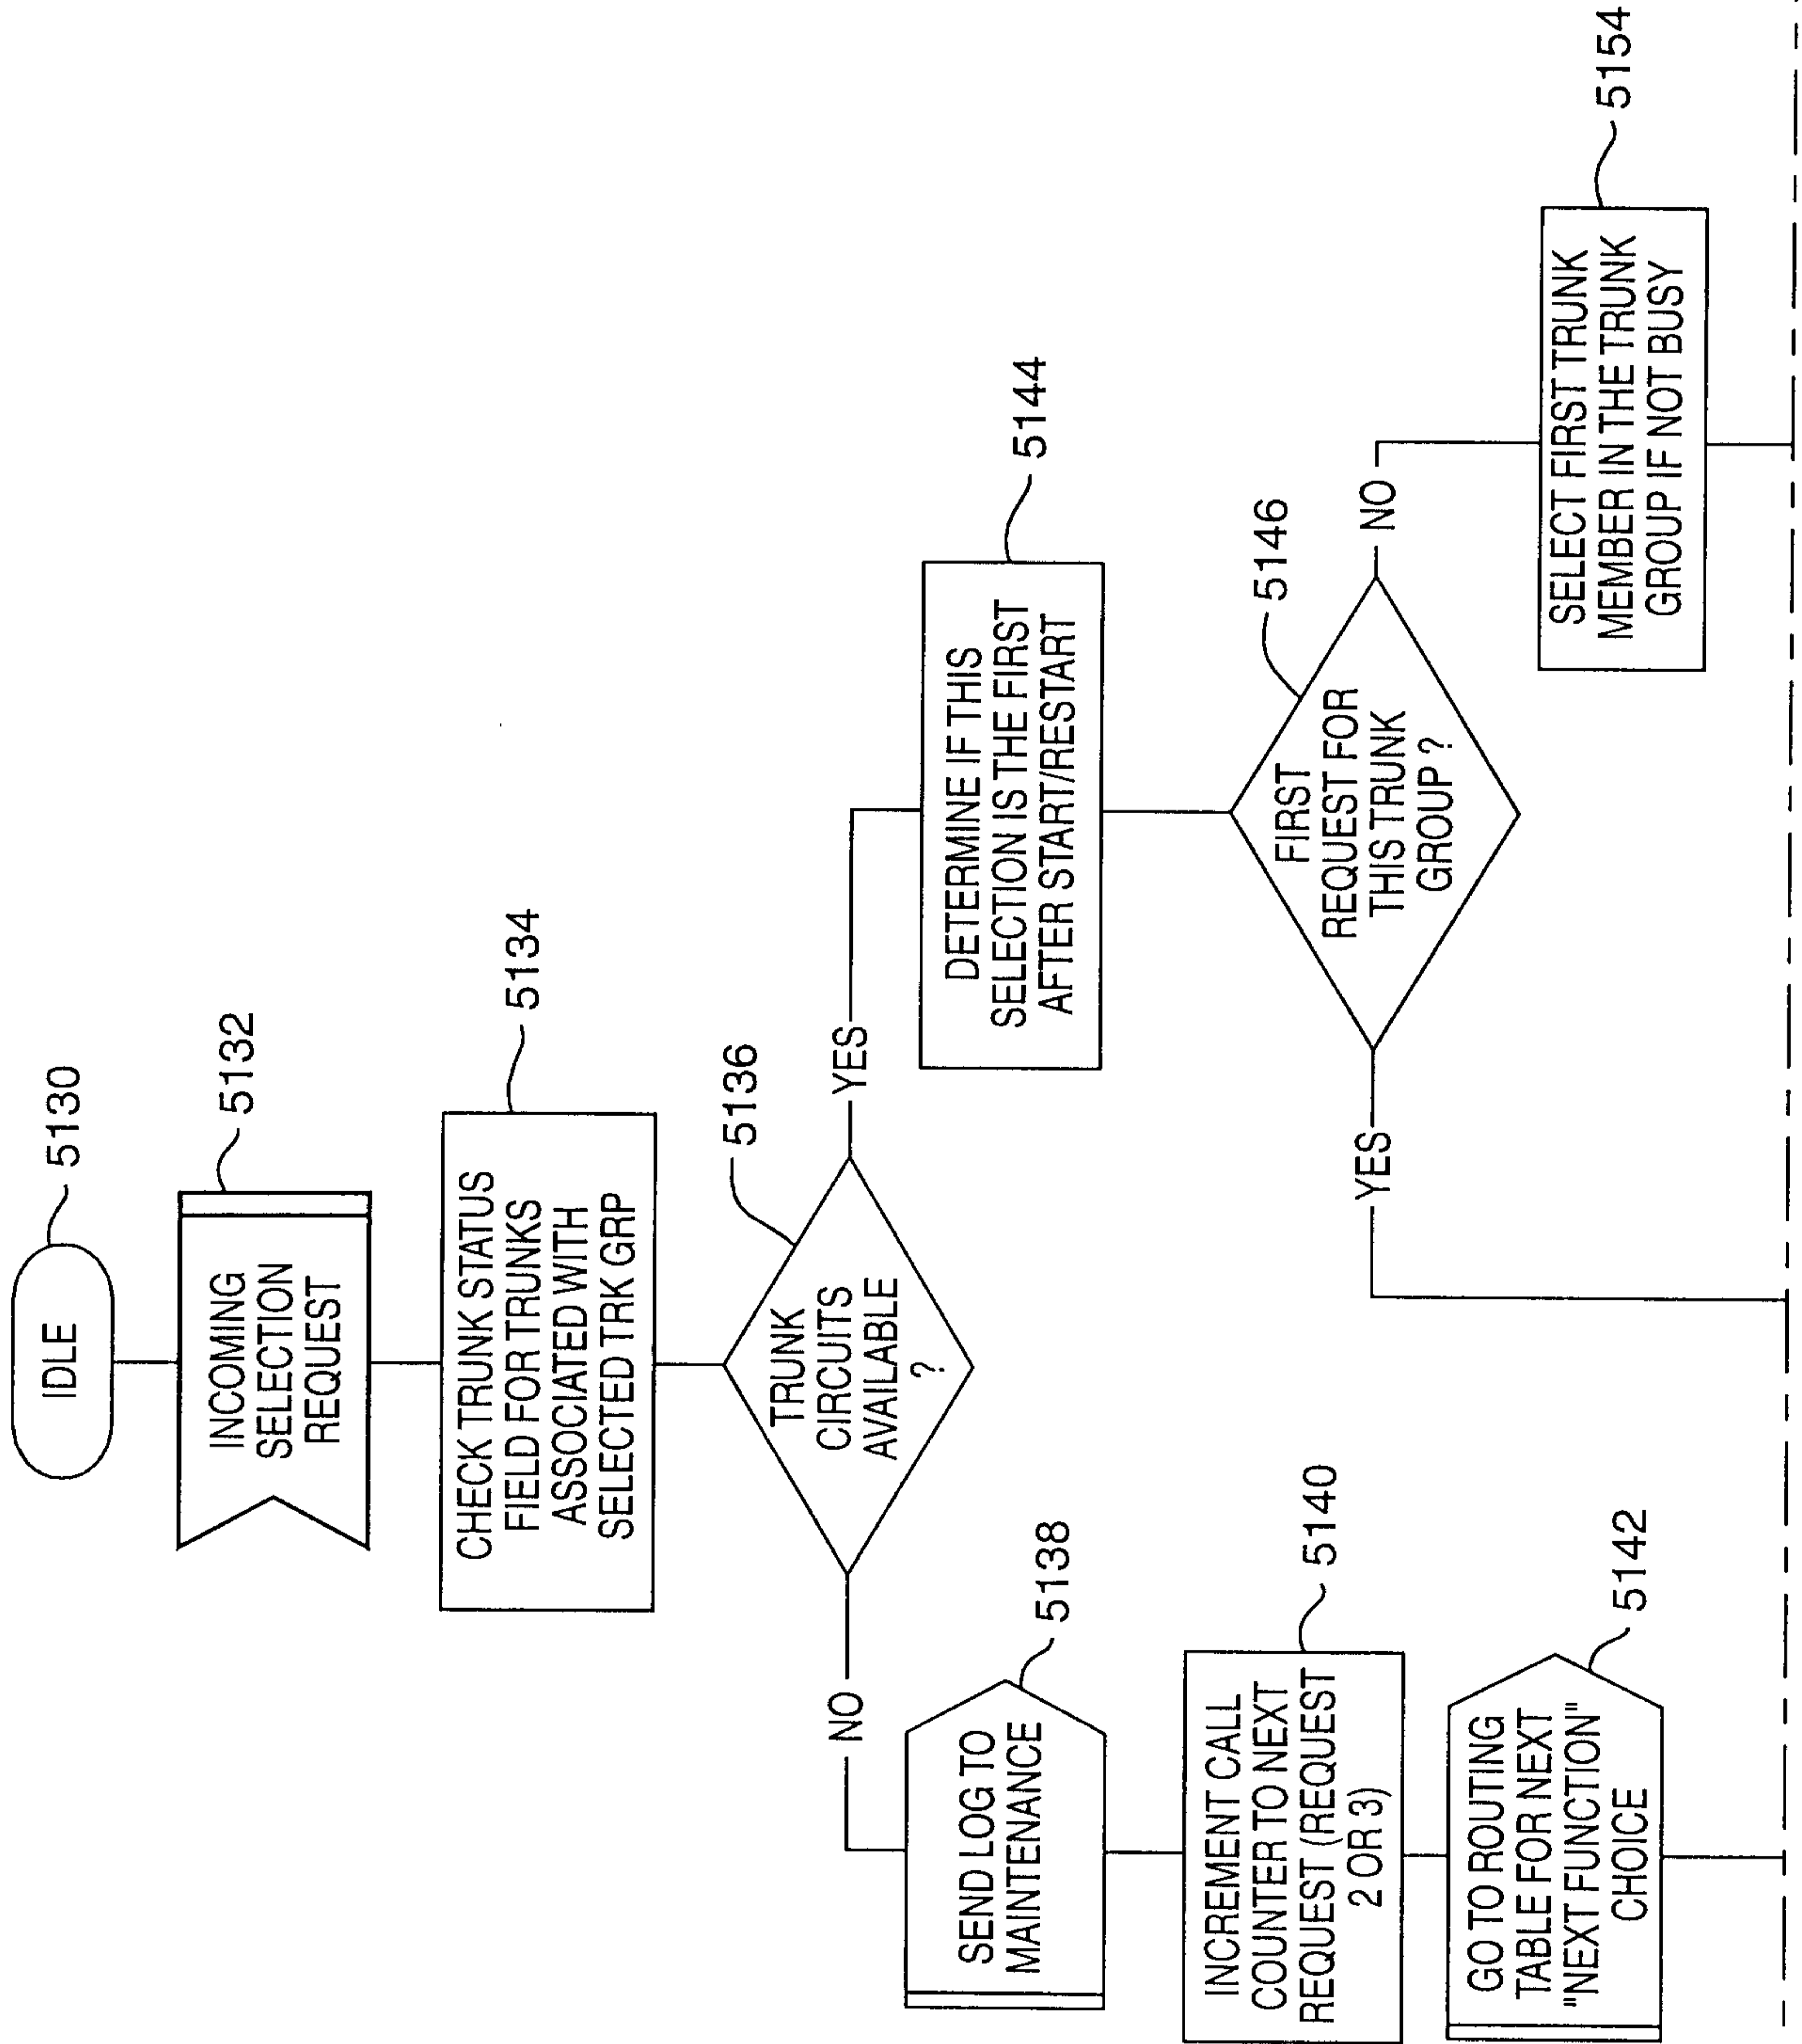 IDLE
5130
INCOMING
SELECTION
REQUEST
5132
CHECK TRUNK STATUS
FIELD FOR TRUNKS
ASSOCIATED WITH
SELECTED TRK GRP
5134
TRUNK
CIRCUITS
AVAILABLE
?
5136
NO
YES
SEND LOG TO
MAINTENANCE
5138
INCREMENT CALL
COUNTER TO NEXT
REQUEST (REQUEST
2 OR 3)
5140
GO TO ROUTING
TABLE FOR NEXT
"NEXT FUNCTION"
CHOICE
5142
DETERMINE IF THIS
SELECTION IS THE FIRST
AFTER START/RESTART
5144
FIRST
REQUEST FOR
THIS TRUNK
GROUP ?
5146
YES
NO
SELECT FIRST TRUNK
MEMBER IN THE TRUNK
GROUP IF NOT BUSY
5154